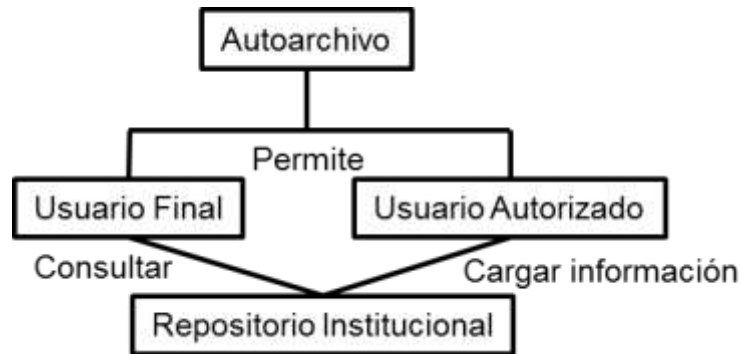 Autoarchivo
Permite
Usuario Final
Usuario Autorizado
Consultar
Cargar información
Repositorio Institucional